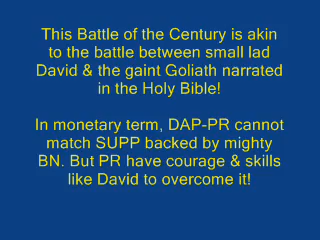 This Battle of the Century is akin
to the battle between small lad
David & the gaint Goliath narrated
in the Holy Bible!
In monetary term, DAP-PR cannot
match SUPP backed by mighty
BN. But PR have courage & skills
like David to overcome it!